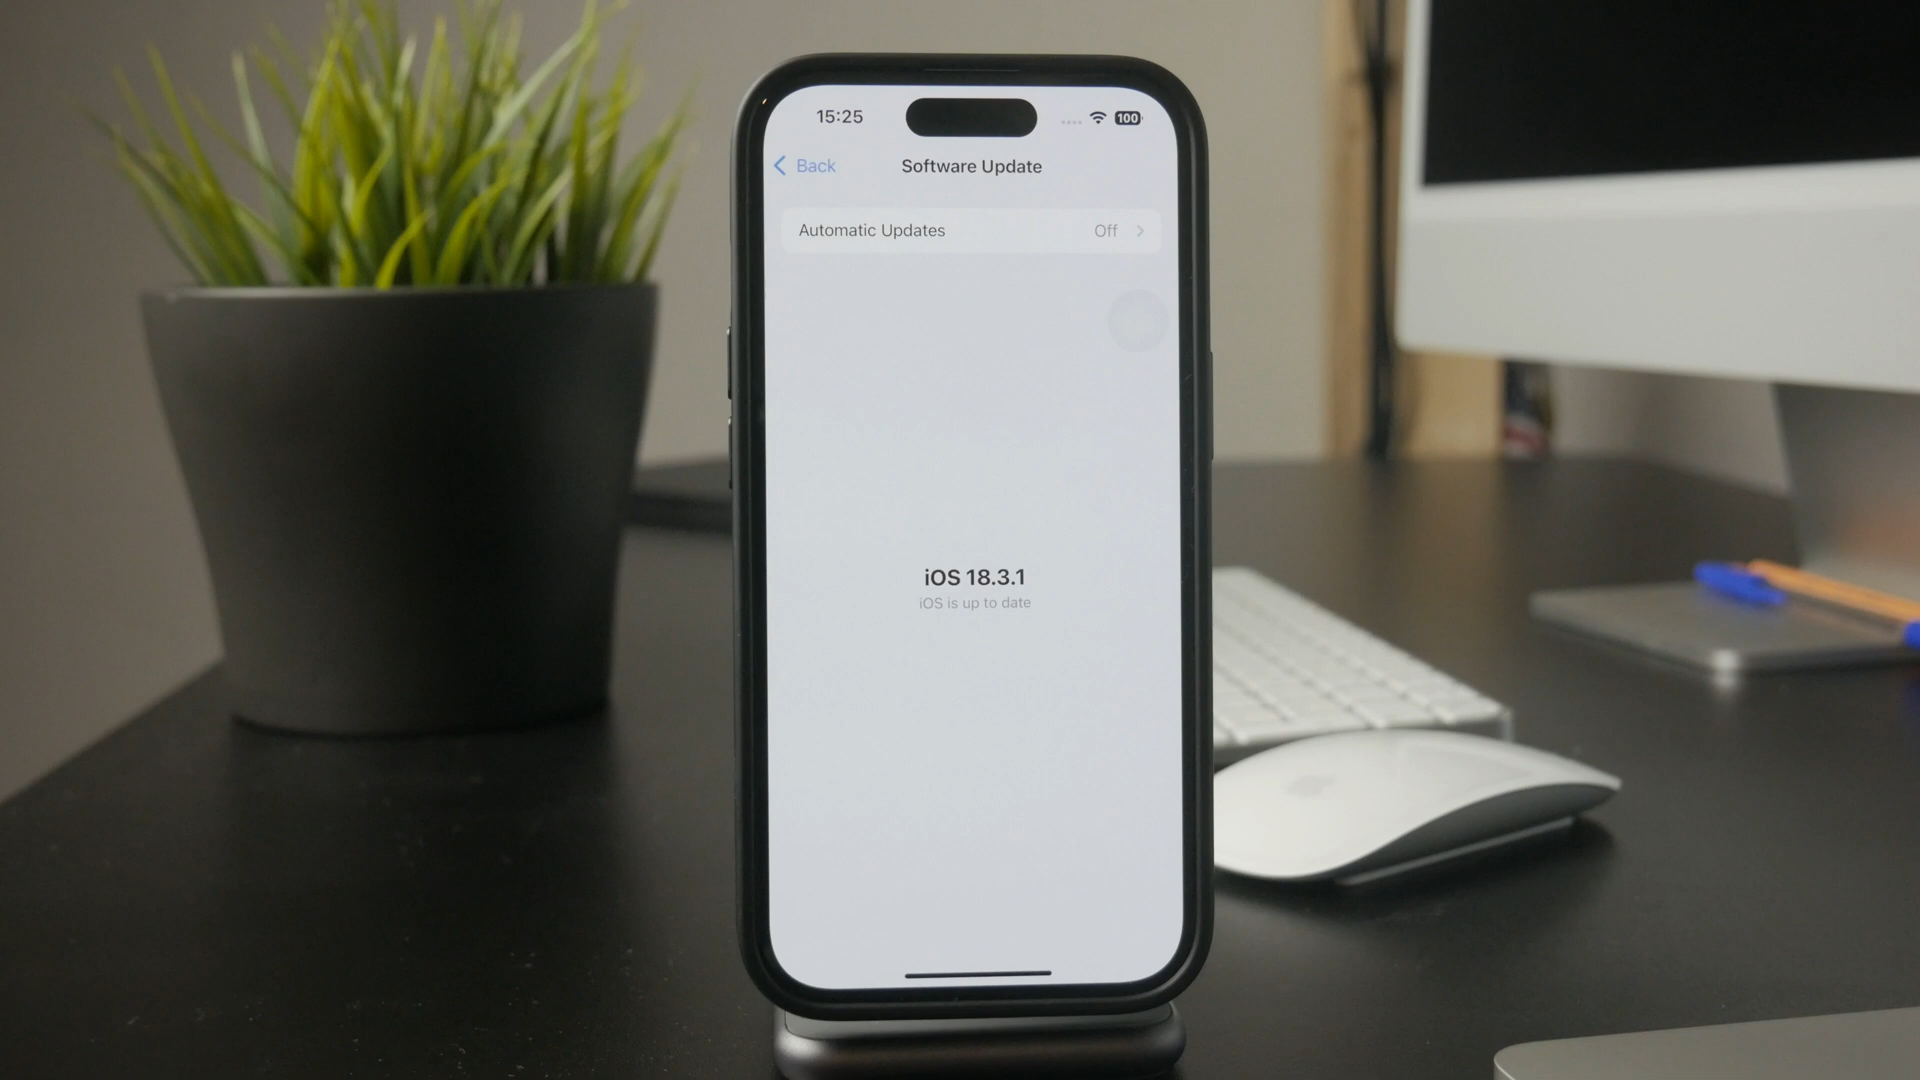 15:25
100
Back
Software Update
Automatic Updates Off
iOS 18.3.1
iOS is up to date